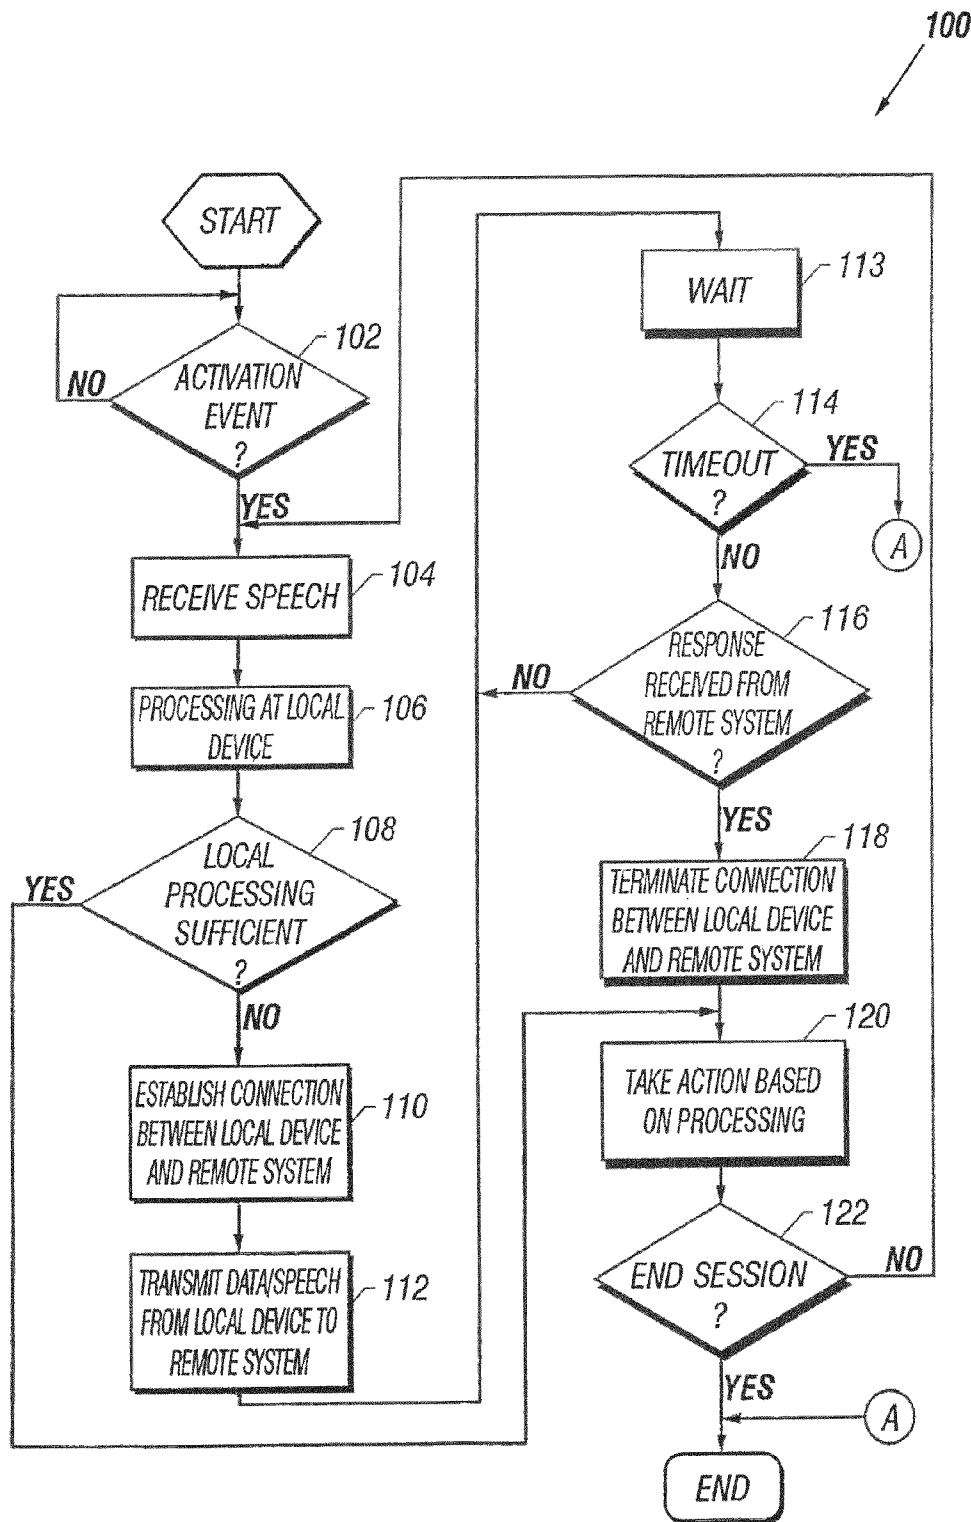 100
START
102
ACTIVATION
EVENT
?
NO
YES
RECEIVE SPEECH
104
PROCESSING AT LOCAL
DEVICE
106
108
LOCAL
PROCESSING
SUFFICIENT
?
YES
NO
ESTABLISH CONNECTION
BETWEEN LOCAL DEVICE
AND REMOTE SYSTEM
110
TRANSMIT DATA/SPEECH
FROM LOCAL DEVICE TO
REMOTE SYSTEM
112
WAIT
113
114
TIMEOUT
?
YES
A
NO
116
RESPONSE
RECEIVED FROM
REMOTE SYSTEM
?
NO
YES
118
TERMINATE CONNECTION
BETWEEN LOCAL DEVICE
AND REMOTE SYSTEM
120
TAKE ACTION BASED
ON PROCESSING
122
END SESSION
?
NO
YES
A
END